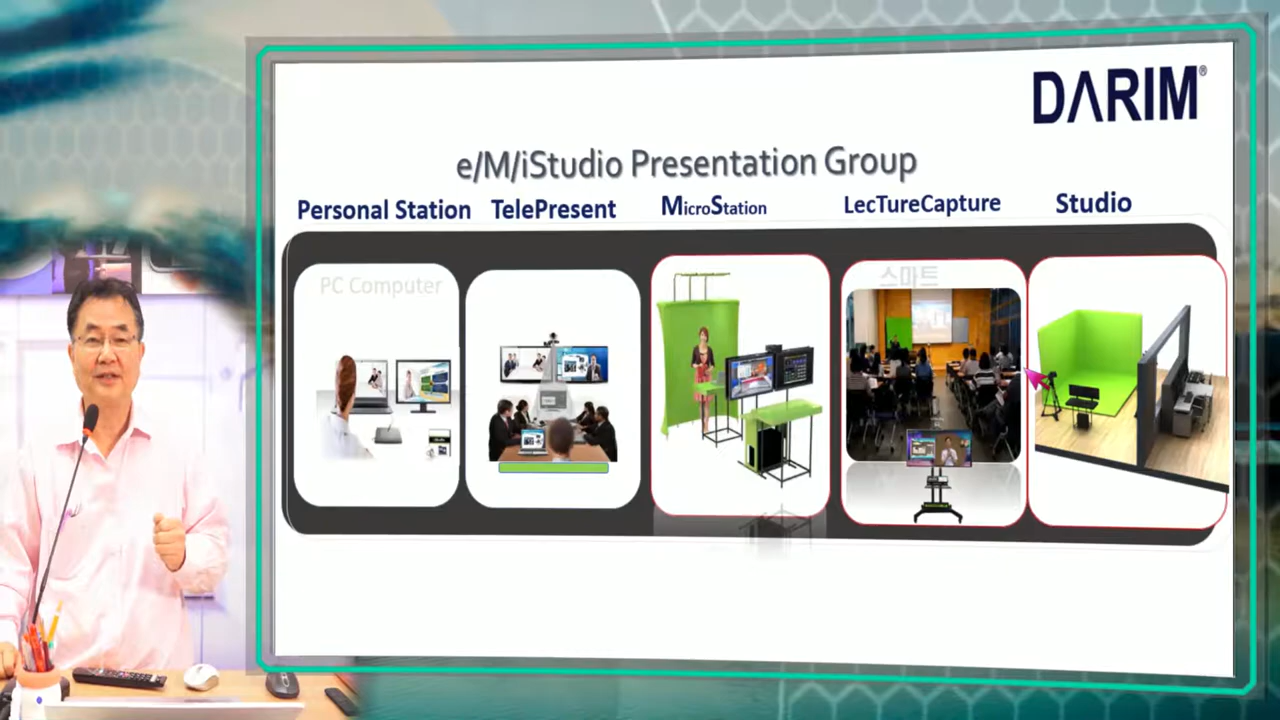 DARIM®
e/M/iStudio Presentation Group
Personal Station
TelePresent
MicroStation
LecTureCapture
Studio
PC Computer
스마트